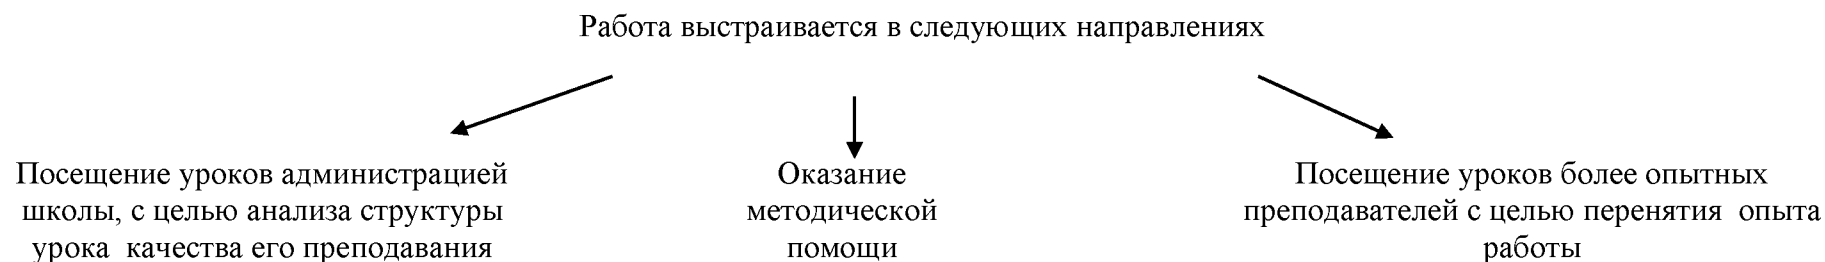 Работа выстраивается в следующих направлениях
Посещение уроков администрацией
школы, с целью анализа структуры
урока  качества его преподавания
Оказание
методической
помощи
Посещение уроков более опытных
преподавателей с целью перенятия  опыта
работы